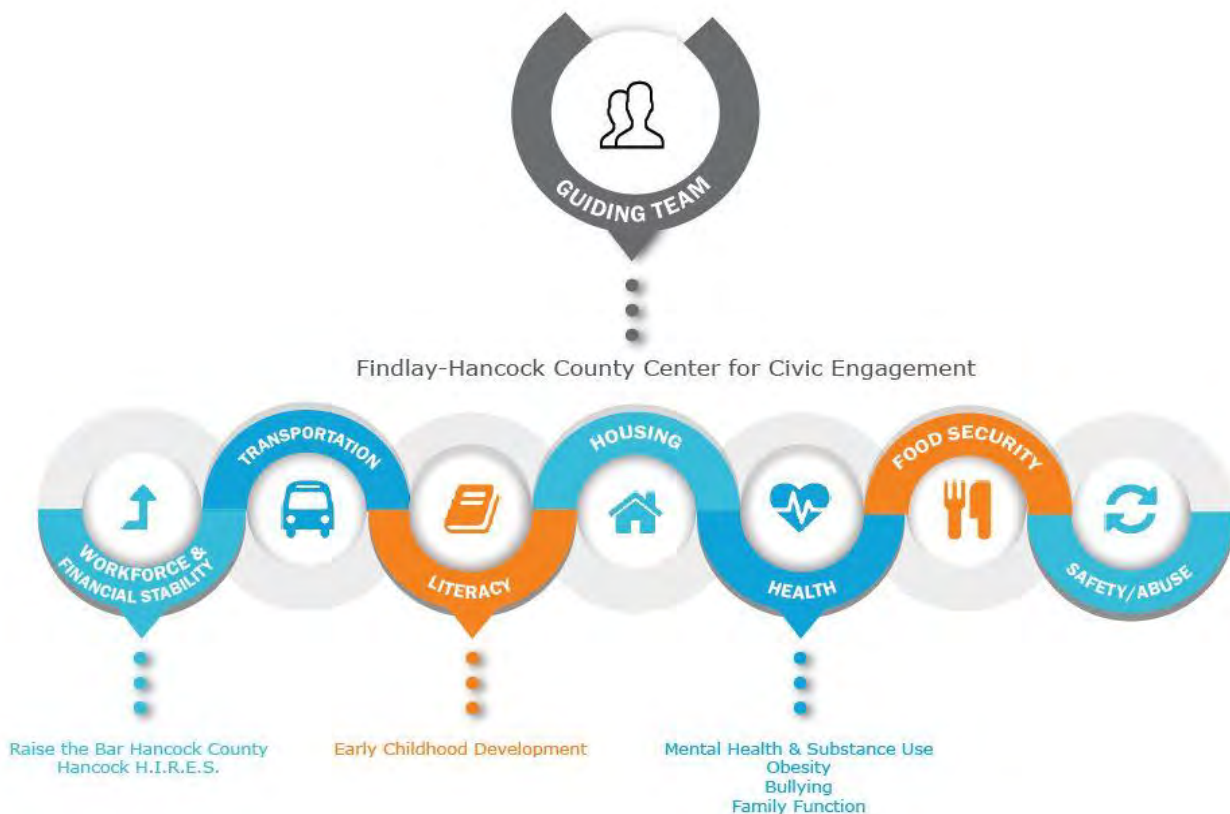 GUIDING TEAM
Findlay-Hancock County Center for Civic Engagement
WORKFORCE &
FINANCIAL STABILITY
TRANSPORTATION
LITERACY
HOUSING
HEALTH
FOOD SECURITY
SAFETY/ABUSE
Raise the Bar Hancock County
Hancock H.I.R.E.S.
Early Childhood Development
Mental Health & Substance Use
Obesity
Bullying
Family Function